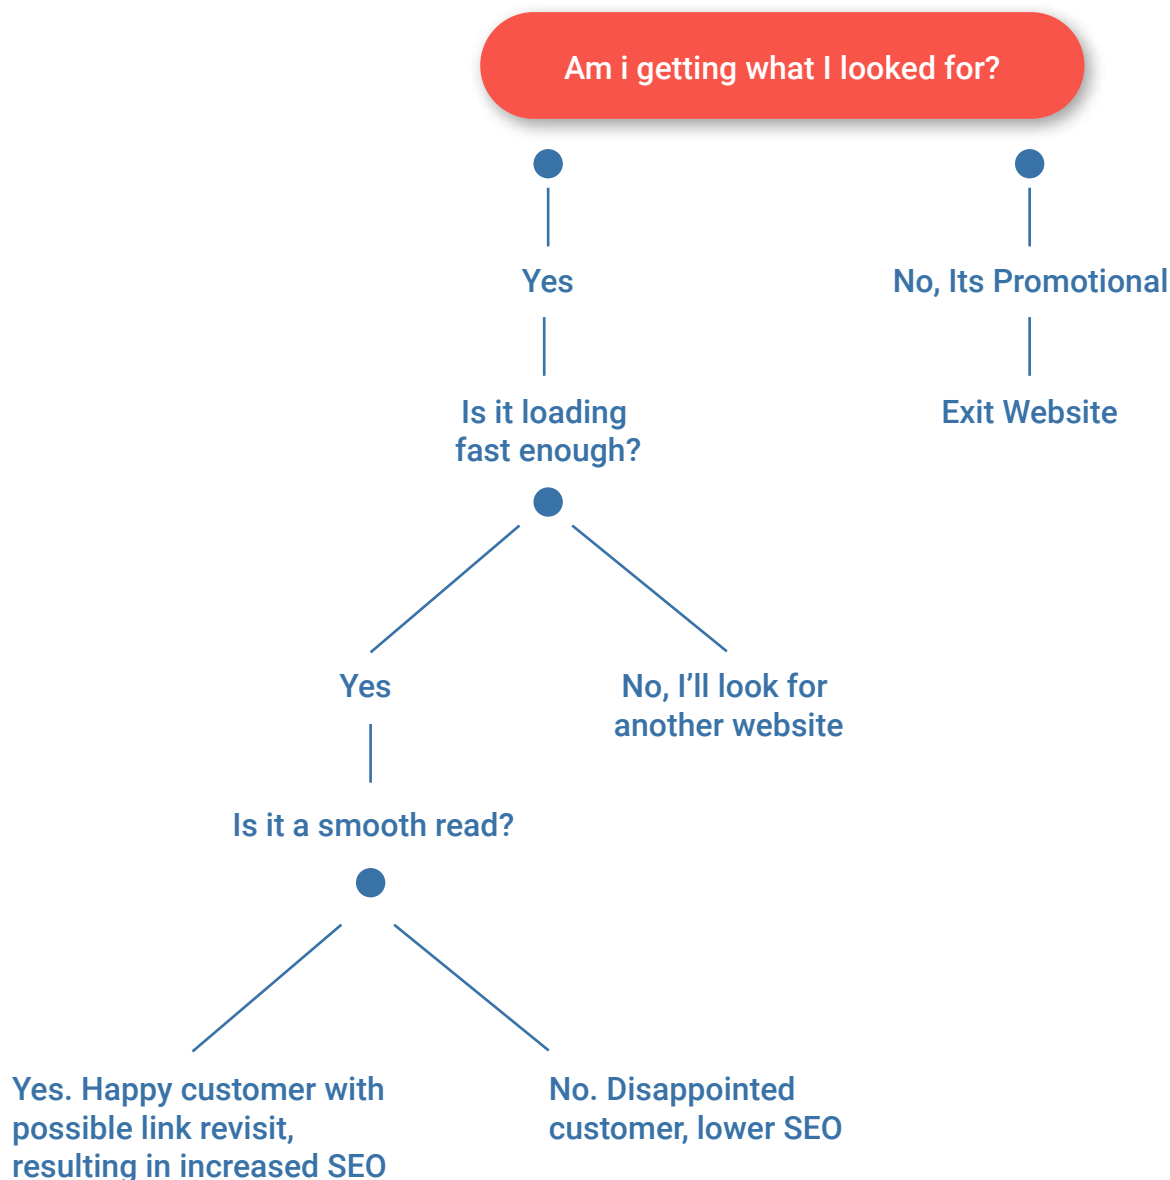 Am i getting what I looked for?
Yes
No, Its Promotional
Is it loading
fast enough?
Exit Website
Yes
No, I’ll look for
another website
Is it a smooth read?
Yes. Happy customer with
possible link revisit,
resulting in increased SEO
No. Disappointed
customer, lower SEO